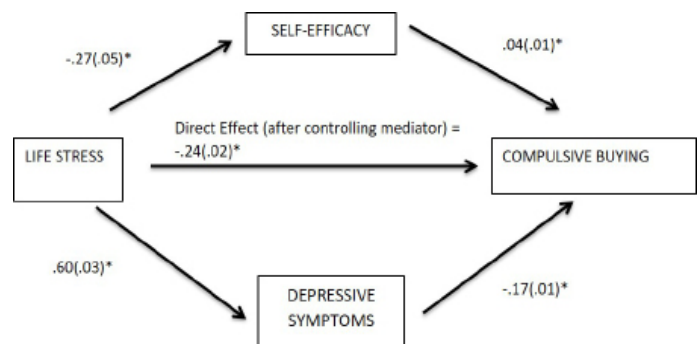 SELF-EFFICACY
-.27(.05)*
.04(.01)*
Direct Effect (after controlling mediator) =
-.24(.02)*
LIFE STRESS
COMPULSIVE BUYING
.60(.03)*
-.17(.01)*
DEPRESSIVE
SYMPTOMS